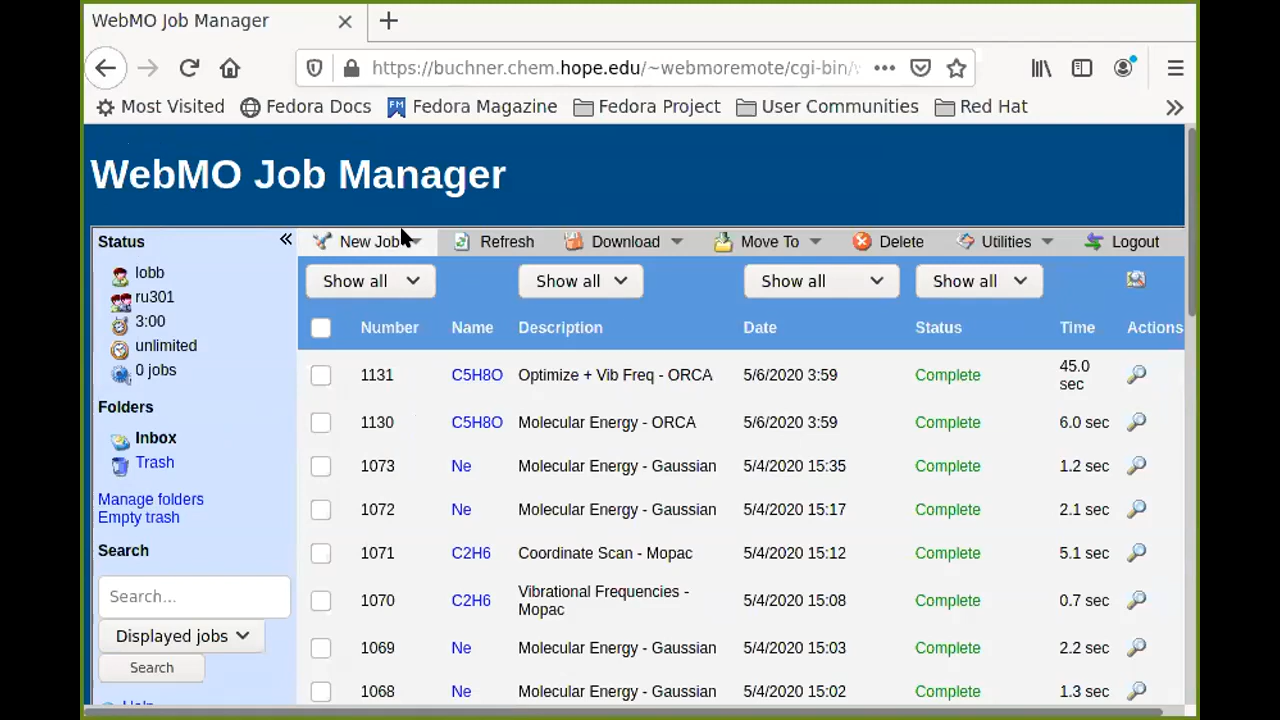 WebMO Job Manager
https://buchner.chem.hope.edu/~webmoremote/cgi-bin/
Most Visited Fedora Docs Fedora Magazine Fedora Project User Communities Red Hat
WebMO Job Manager
Status
lobb
ru301
3:00
unlimited
0 jobs
Folders
Inbox
Trash
Manage folders
Empty trash
Search
Search...
Displayed jobs
Search
New Job Refresh Download Move To Delete Utilities Logout
Show all Show all Show all Show all
Number Name Description Date Status Time Actions
1131 C5H8O Optimize + Vib Freq - ORCA 5/6/2020 3:59 Complete 45.0
sec
1130 C5H8O Molecular Energy - ORCA 5/6/2020 3:59 Complete 6.0 sec
1073 Ne Molecular Energy - Gaussian 5/4/2020 15:35 Complete 1.2 sec
1072 Ne Molecular Energy - Gaussian 5/4/2020 15:17 Complete 2.1 sec
1071 C2H6 Coordinate Scan - Mopac 5/4/2020 15:12 Complete 5.1 sec
1070 C2H6 Vibrational Frequencies -
Mopac 5/4/2020 15:08 Complete 0.7 sec
1069 Ne Molecular Energy - Gaussian 5/4/2020 15:03 Complete 2.2 sec
1068 Ne Molecular Energy - Gaussian 5/4/2020 15:02 Complete 1.3 sec